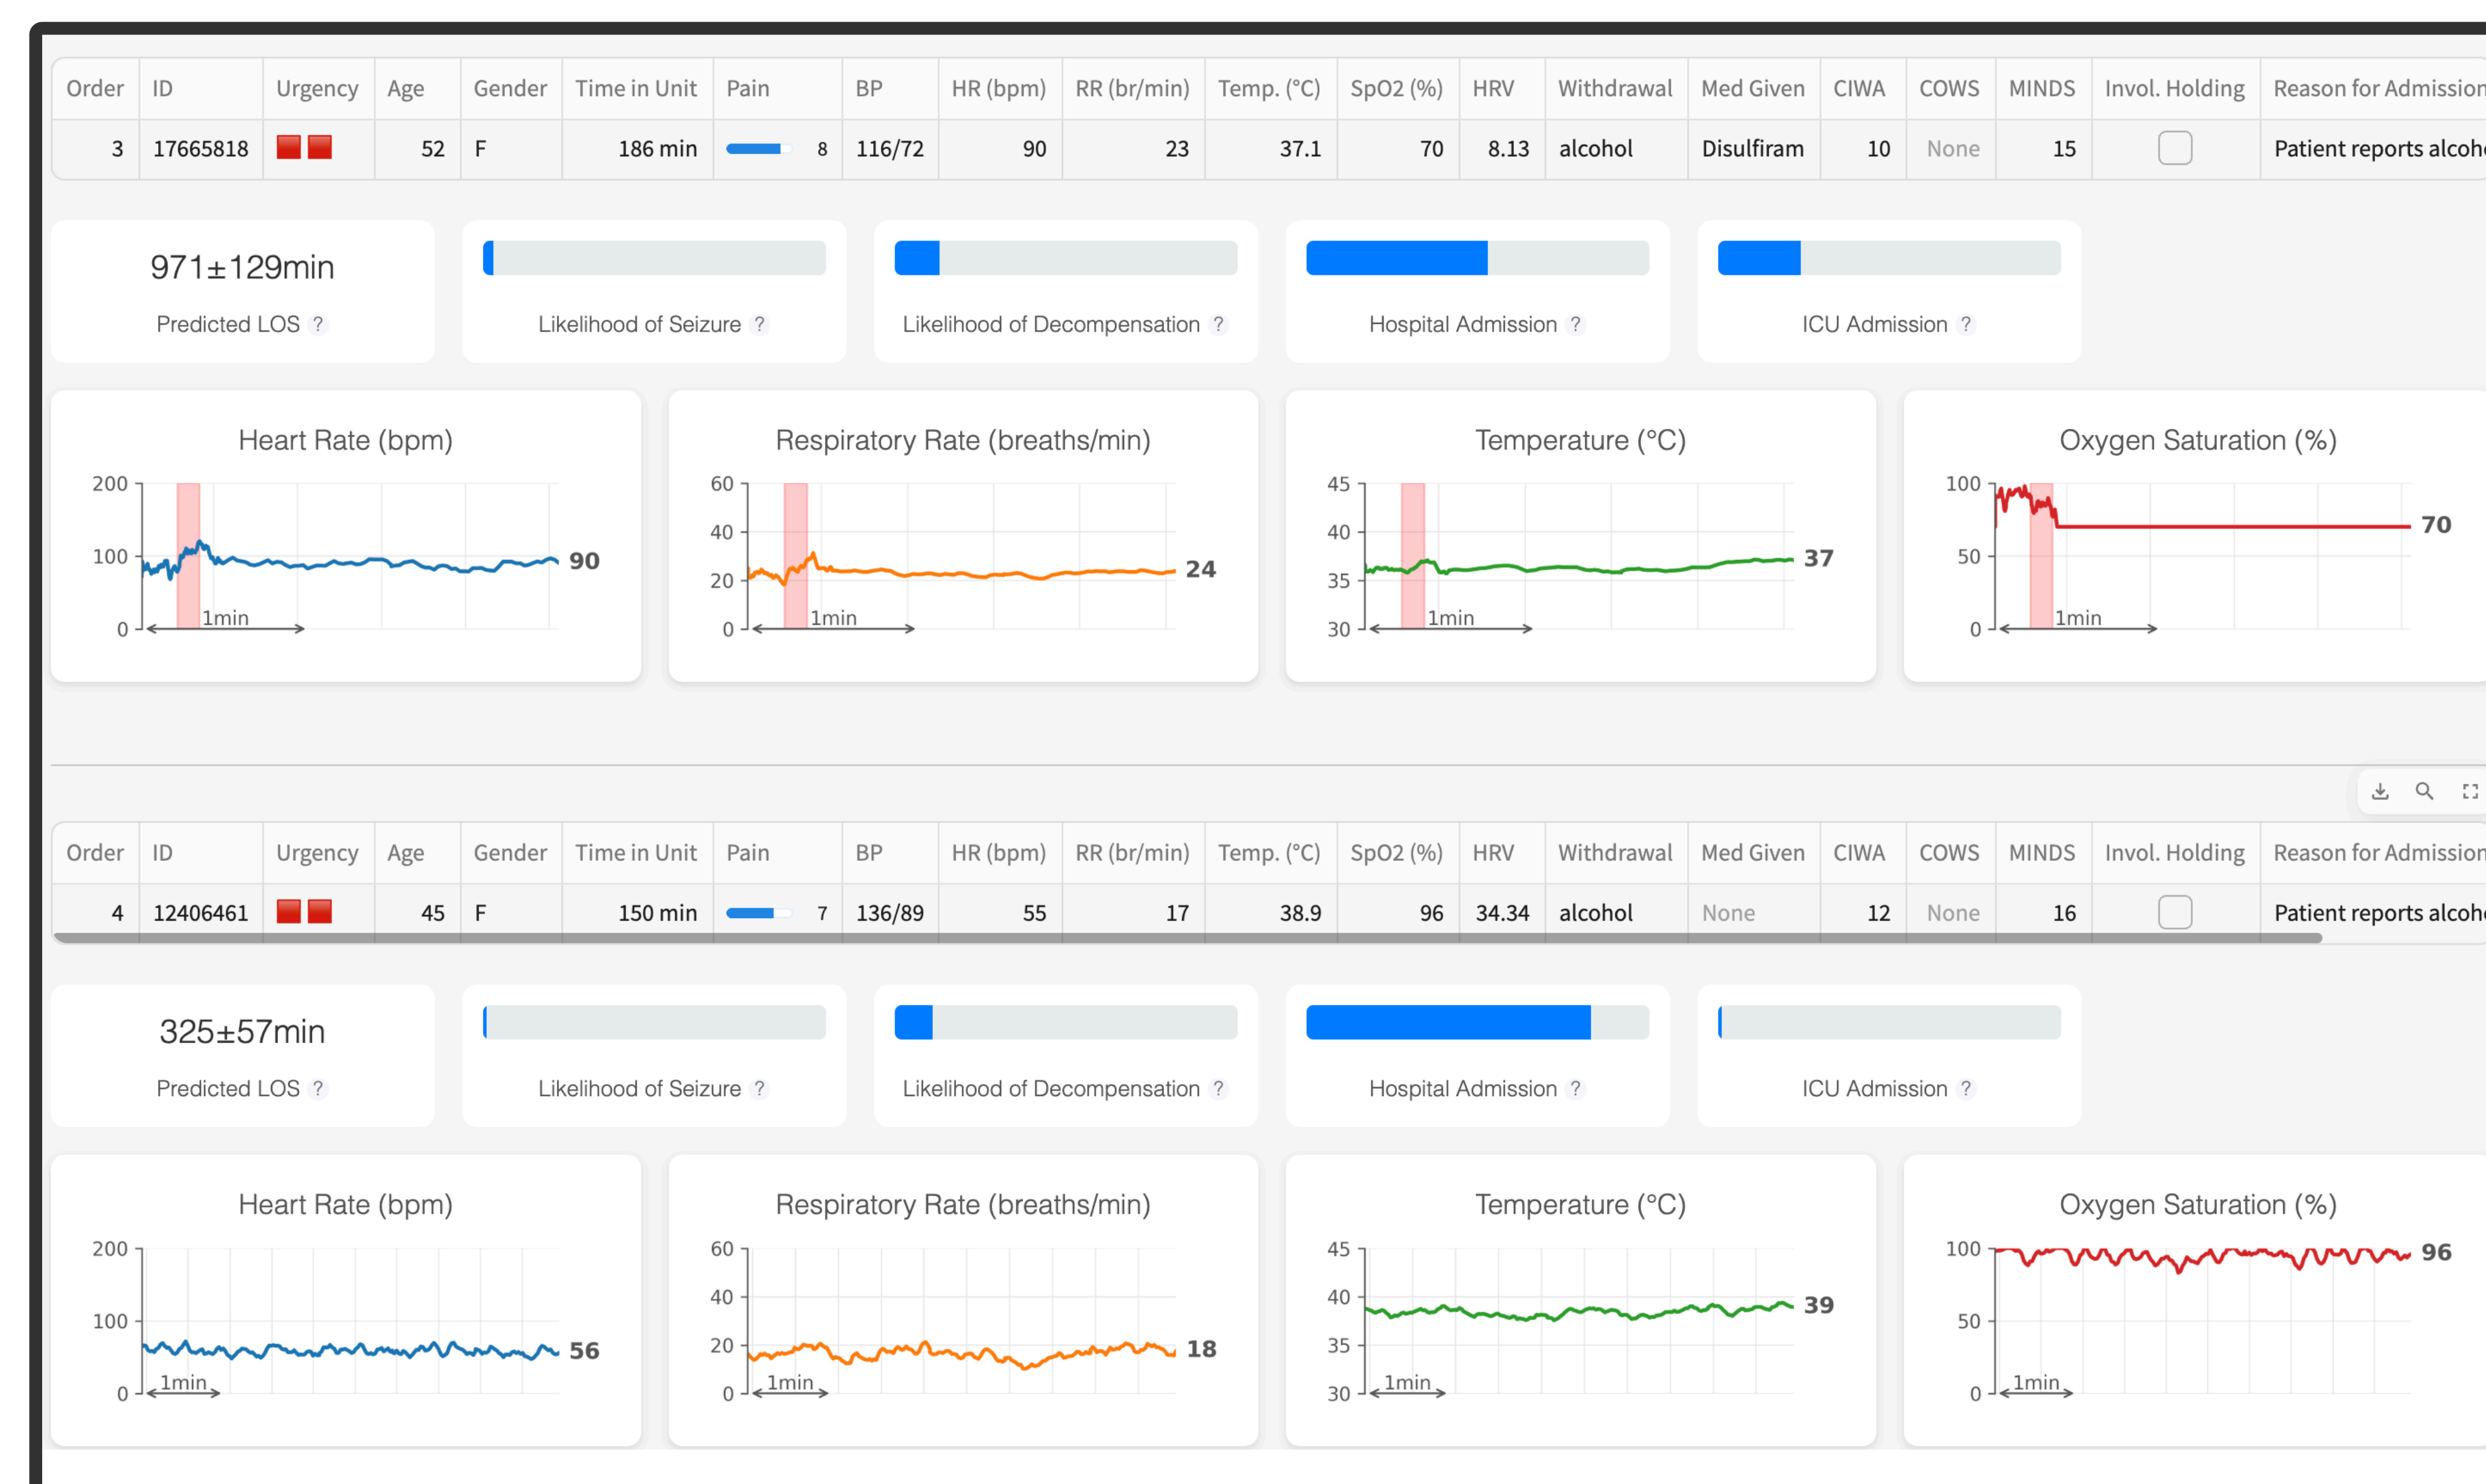 Order ID Urgency Age Gender Time in Unit Pain BP HR (bpm) RR (br/min) Temp. (°C) SpO2 (%) HRV Withdrawal Med Given CIWA COWS MINDS Invol. Holding Reason for Admission
3 17665818 52 F 186 min 8 116/72 90 23 37.1 70 8.13 alcohol Disulfiram 10 None 15 Patient reports
971±129min
Predicted LOS ?
Likelihood of Seizure ?
Likelihood of Decompensation ?
Hospital Admission ?
ICU Admission ?
Heart Rate (bpm)
200
100
0
1min
90
Respiratory Rate (breaths/min)
60
40
20
0
1min
24
Temperature (°C)
45
40
35
30
1min
37
Oxygen Saturation (%)
100
50
0
1min
70
Order ID Urgency Age Gender Time in Unit Pain BP HR (bpm) RR (br/min) Temp. (°C) SpO2 (%) HRV Withdrawal Med Given CIWA COWS MINDS Invol. Holding Reason for Admission
4 12406461 45 F 150 min 7 136/89 55 17 38.9 96 34.34 alcohol None 12 None 16 Patient reports
325±57min
Predicted LOS ?
Likelihood of Seizure ?
Likelihood of Decompensation ?
Hospital Admission ?
ICU Admission ?
Heart Rate (bpm)
200
100
0
1min
56
Respiratory Rate (breaths/min)
60
40
20
0
1min
18
Temperature (°C)
45
40
35
30
1min
39
Oxygen Saturation (%)
100
50
0
1min
96